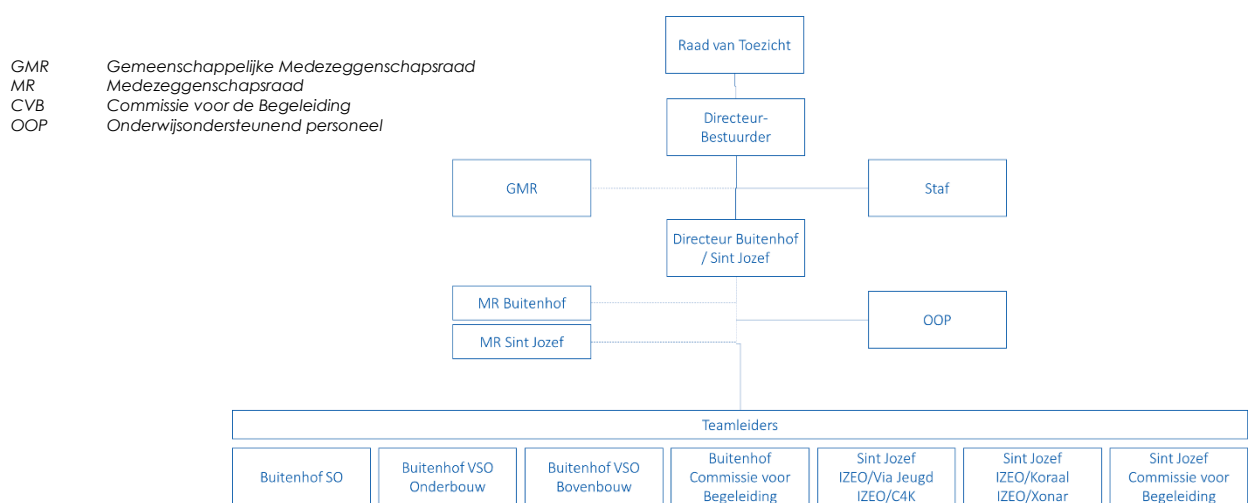 Raad van Toezicht
GMR Gemeenschappelijke Medezeggenschapsraad
MR Medezeggenschapsraad
CVB Commissie voor de Begeleiding
OOP Onderwijsondersteunend personeel
Directeur-
Bestuurder
GMR
Staf
Directeur Buitenhof
/ Sint Jozef
MR Buitenhof
OOP
MR Sint Jozef
Teamleiders
Buitenhof SO
Buitenhof VSO
Onderbouw
Buitenhof VSO
Bovenbouw
Buitenhof
Commissie voor
Begeleiding
Sint Jozef
IZEO/Via Jeugd
IZEO/C4K
Sint Jozef
IZEO/Koraal
IZEO/Xonar
Sint Jozef
Commissie voor
Begeleiding